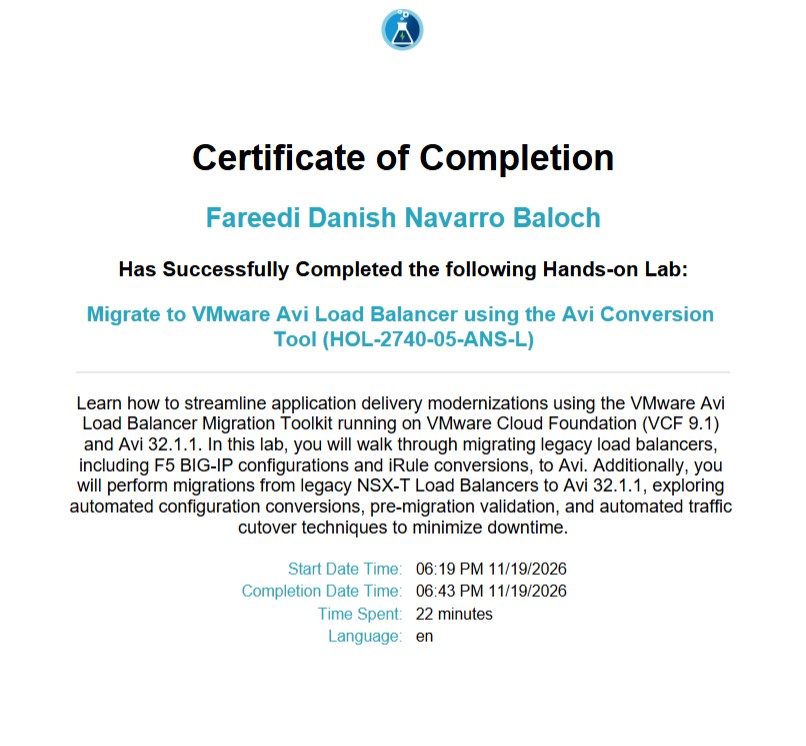 Certificate of Completion
Fareedi Danish Navarro Baloch
Has Successfully Completed the following Hands-on Lab:
Migrate to VMware Avi Load Balancer using the Avi Conversion
Tool (HOL-2740-05-ANS-L)
Learn how to streamline application delivery modernizations using the VMware Avi
Load Balancer Migration Toolkit running on VMware Cloud Foundation (VCF 9.1)
and Avi 32.1.1. In this lab, you will walk through migrating legacy load balancers,
including F5 BIG-IP configurations and iRule conversions, to Avi. Additionally, you
will perform migrations from legacy NSX-T Load Balancers to Avi 32.1.1, exploring
automated configuration conversions, pre-migration validation, and automated traffic
cutover techniques to minimize downtime.
Start Date Time: 06:19 PM 11/19/2026
Completion Date Time: 06:43 PM 11/19/2026
Time Spent: 22 minutes
Language: en